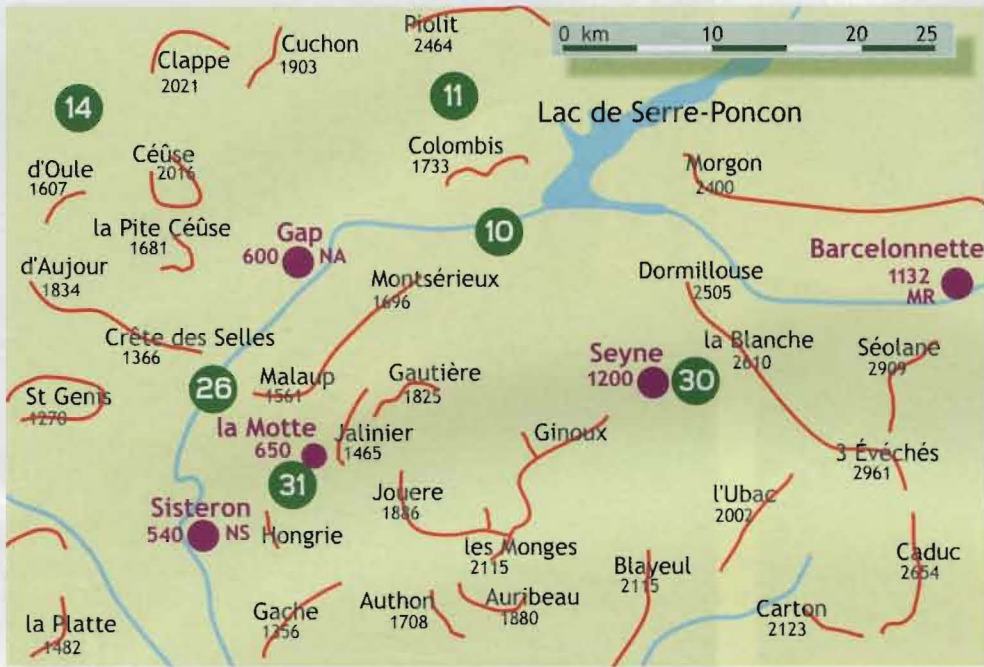 Piolit
2464
0 km 10 20 25
Cuchon
1903
Clappe
2021
14
11
Lac de Serre-Poncon
Colombis
1733
Céûse
2016
d'Oule
1607
Morgon
2400
la Pite Céûse
1681
10
Gap
600 NA
Barcelonnette
1132
MR
d'Aujour
1834
Montsérieux
1696
Dormillouse
2505
Crête des Selles
1366
la Blanche
2610
Séolane
2909
Seyne
1200
30
26
Malaup
1561
Gautière
1825
St Genis
1270
la Motte
650
Jalinier
1465
Ginoux
3 Évéchés
2961
31
Jouere
1886
l'Ubac
2002
Sisteron
540 NS
Hongrie
les Monges
2115
Blayeul
2115
Caduc
2654
la Platte
1482
Gache
1356
Authon
1708
Auribeau
1880
Carton
2123